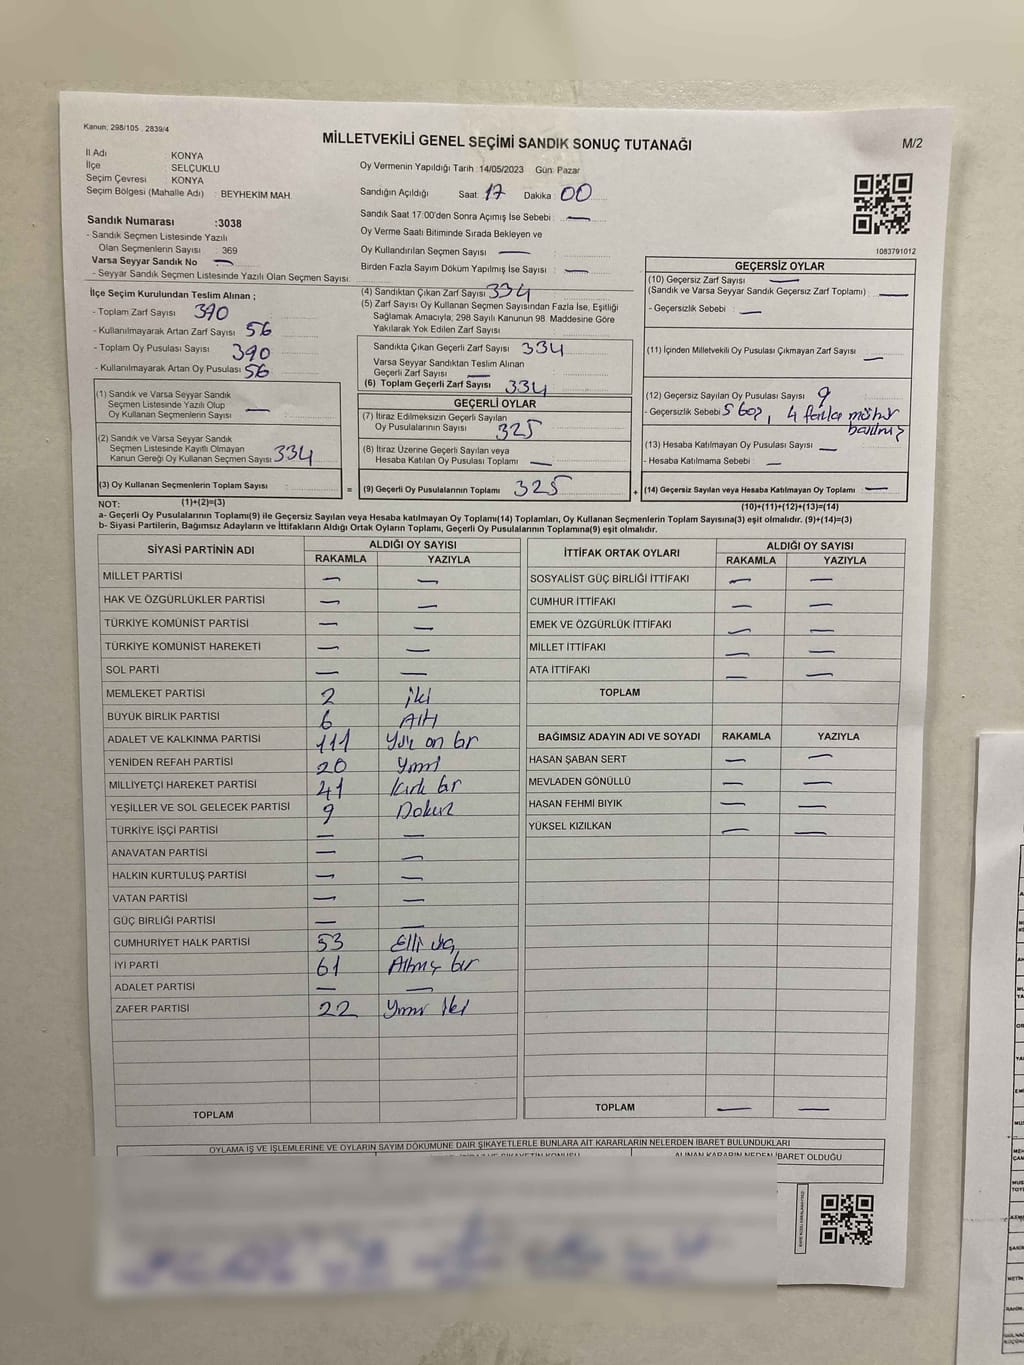 Kanun; 298/105 , 2839/4
MİLLETVEKİLİ GENEL SEÇİMİ SANDIK SONUÇ TUTANAĞI
M/2
İl Adı KONYA
İlçe SELÇUKLU
Seçim Çevresi KONYA
Seçim Bölgesi (Mahalle Adı) : BEYHEKİM MAH.
Oy Vermenin Yapıldığı Tarih : 14/05/2023 Gün: Pazar
Sandığın Açıldığı Saat: 17 Dakika: 00
Sandık Saat 17:00'den Sonra Açımış İse Sebebi : —
Oy Verme Saati Bitiminde Sırada Bekleyen ve
Oy Kullandırılan Seçmen Sayısı —
Birden Fazla Sayım Döküm Yapılmış İse Sayısı : —
1083791012
Sandık Numarası :3038
- Sandık Seçmen Listesinde Yazılı
Olan Seçmenlerin Sayısı : 369
Varsa Seyyar Sandık No —
- Seyyar Sandık Seçmen Listesinde Yazılı Olan Seçmen Sayısı:
İlçe Seçim Kurulundan Teslim Alınan ;
- Toplam Zarf Sayısı : 390
- Kullanılmayarak Artan Zarf Sayısı : 56
- Toplam Oy Pusulası Sayısı : 390
- Kullanılmayarak Artan Oy Pusulası : 56
(1) Sandık ve Varsa Seyyar Sandık
Seçmen Listesinde Yazılı Olup
Oy Kullanan Seçmenlerin Sayısı : —
(2) Sandık ve Varsa Seyyar Sandık
Seçmen Listesinde Kayıtlı Olmayan
Kanun Gereği Oy Kullanan Seçmen Sayısı : 334
(3) Oy Kullanan Seçmenlerin Toplam Sayısı :
(4) Sandıktan Çıkan Zarf Sayısı : 334
(5) Zarf Sayısı Oy Kullanan Seçmen Sayısından Fazla İse, Eşitliği
Sağlamak Amacıyla; 298 Sayılı Kanunun 98. Maddesine Göre
Yakılarak Yok Edilen Zarf Sayısı :
Sandıkta Çıkan Geçerli Zarf Sayısı : 334
Varsa Seyyar Sandıktan Teslim Alınan
Geçerli Zarf Sayısı : —
(6) Toplam Geçerli Zarf Sayısı : 334
GEÇERLİ OYLAR
(7) İtiraz Edilmeksizin Geçerli Sayılan
Oy Pusulalarının Sayısı : 325
(8) İtiraz Üzerine Geçerli Sayılan veya
Hesaba Katılan Oy Pusulası Toplamı : —
= (9) Geçerli Oy Pusulalarının Toplamı : 325 +
GEÇERSİZ OYLAR
(10) Geçersiz Zarf Sayısı —
(Sandık ve Varsa Seyyar Sandık Geçersiz Zarf Toplamı) : —
- Geçersizlik Sebebi : —
(11) İçinden Milletvekili Oy Pusulası Çıkmayan Zarf Sayısı : —
(12) Geçersiz Sayılan Oy Pusulası Sayısı : 9
- Geçersizlik Sebebi : 5 boş, 4 fazla mühür
basılmış
(13) Hesaba Katılmayan Oy Pusulası Sayısı : —
- Hesaba Katılmama Sebebi : —
(14) Geçersiz Sayılan veya Hesaba Katılmayan Oy Toplamı : —
NOT: (1)+(2)=(3) (10)+(11)+(12)+(13)=(14)
a- Geçerli Oy Pusulalarının Toplamı(9) ile Geçersiz Sayılan veya Hesaba katılmayan Oy Toplamı(14) Toplamları, Oy Kullanan Seçmenlerin Toplam Sayısına(3) eşit olmalıdır. (9)+(14)=(3)
b- Siyasi Partilerin, Bağımsız Adayların ve İttifakların Aldığı Ortak Oyların Toplamı, Geçerli Oy Pusulalarının Toplamına(9) eşit olmalıdır.
SİYASİ PARTİNİN ADI ALDIĞI OY SAYISI
RAKAMLA YAZIYLA
MİLLET PARTİSİ — —
HAK VE ÖZGÜRLÜKLER PARTİSİ — —
TÜRKİYE KOMÜNİST PARTİSİ — —
TÜRKİYE KOMÜNİST HAREKETİ — —
SOL PARTİ — —
MEMLEKET PARTİSİ 2 iki
BÜYÜK BİRLİK PARTİSİ 6 Altı
ADALET VE KALKINMA PARTİSİ 111 Yüz on bir
YENİDEN REFAH PARTİSİ 20 Yirmi
MİLLİYETÇİ HAREKET PARTİSİ 41 Kırk bir
YEŞİLLER VE SOL GELECEK PARTİSİ 9 Dokuz
TÜRKİYE İŞÇİ PARTİSİ — —
ANAVATAN PARTİSİ — —
HALKIN KURTULUŞ PARTİSİ — —
VATAN PARTİSİ — —
GÜÇ BİRLİĞİ PARTİSİ — —
CUMHURİYET HALK PARTİSİ 53 Elli üç
İYİ PARTİ 61 Altmış bir
ADALET PARTİSİ — —
ZAFER PARTİSİ 22 Yirmi iki
TOPLAM
İTTİFAK ORTAK OYLARI ALDIĞI OY SAYISI
RAKAMLA YAZIYLA
SOSYALİST GÜÇ BİRLİĞİ İTTİFAKI — —
CUMHUR İTTİFAKI — —
EMEK VE ÖZGÜRLÜK İTTİFAKI — —
MİLLET İTTİFAKI — —
ATA İTTİFAKI — —
TOPLAM
BAĞIMSIZ ADAYIN ADI VE SOYADI RAKAMLA YAZIYLA
HASAN ŞABAN SERT — —
MEVLADEN GÖNÜLLÜ — —
HASAN FEHMİ BIYIK — —
YÜKSEL KIZILKAN — —
TOPLAM — —
OYLAMA İŞ VE İŞLEMLERİNE VE OYLARIN SAYIM DÖKÜMÜNE DAİR ŞİKAYETLERLE BUNLARA AİT KARARLARIN NELERDEN İBARET BULUNDUKLARI
ALINAN KARARIN NEDEN İBARET OLDUĞU